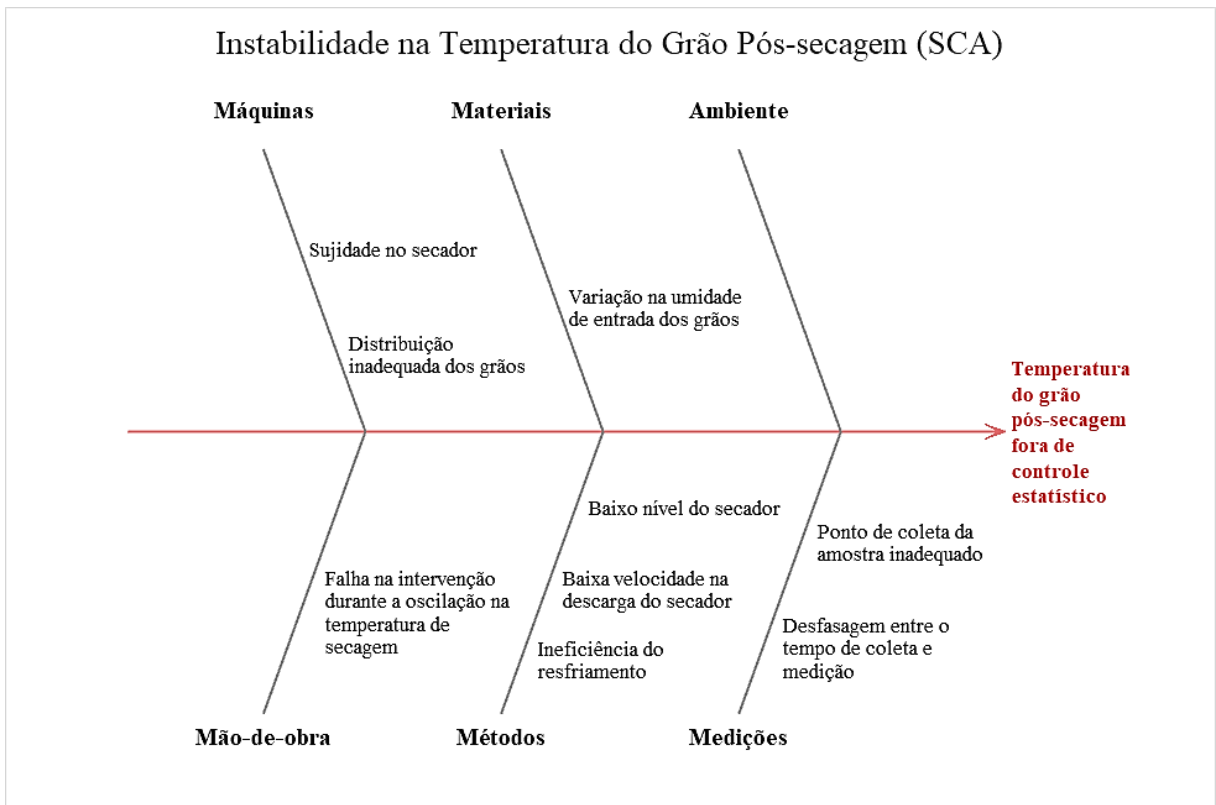 Instabilidade na Temperatura do Grão Pós-secagem (SCA)
Máquinas
Materiais
Ambiente
Sujidade no secador
Distribuição
inadequada dos grãos
Variação na umidade
de entrada dos grãos
Temperatura
do grão
pós-secagem
fora de
controle
estatístico
Falha na intervenção
durante a oscilação na
temperatura de
secagem
Baixo nível do secador
Baixa velocidade na
descarga do secador
Ineficiência do
resfriamento
Ponto de coleta da
amostra inadequado
Desfasagem entre o
tempo de coleta e
medição
Mão-de-obra
Métodos
Medições